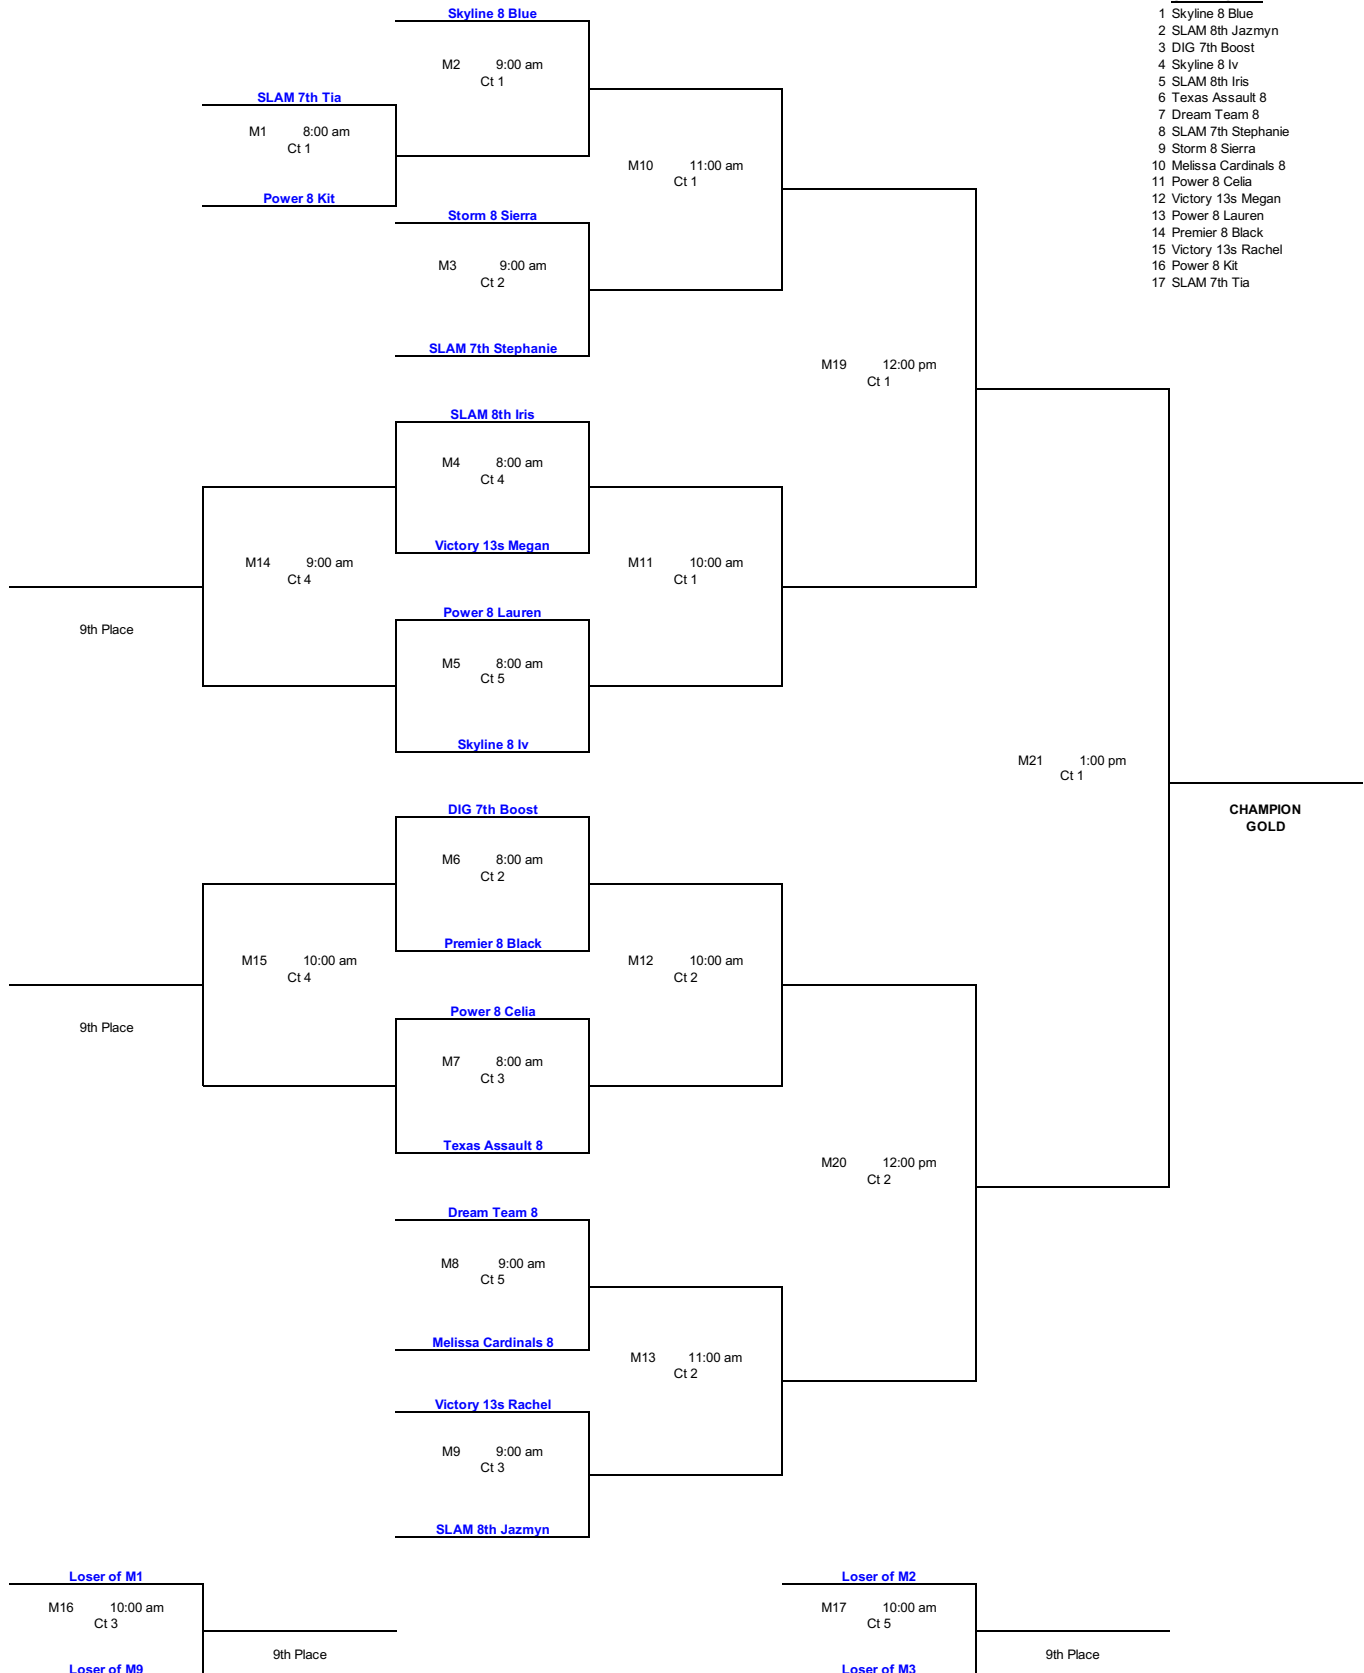 Skyline 8 Blue
1 Skyline 8 Blue
2 SLAM 8th Jazmyn
3 DIG 7th Boost
4 Skyline 8 Iv
5 SLAM 8th Iris
6 Texas Assault 8
7 Dream Team 8
8 SLAM 7th Stephanie
9 Storm 8 Sierra
10 Melissa Cardinals 8
11 Power 8 Celia
12 Victory 13s Megan
13 Power 8 Lauren
14 Premier 8 Black
15 Victory 13s Rachel
16 Power 8 Kit
17 SLAM 7th Tia
M2 9:00 am
Ct 1
SLAM 7th Tia
M1 8:00 am
Ct 1
M10 11:00 am
Ct 1
Power 8 Kit
Storm 8 Sierra
M3 9:00 am
Ct 2
SLAM 7th Stephanie
M19 12:00 pm
Ct 1
SLAM 8th Iris
M4 8:00 am
Ct 4
Victory 13s Megan
M14 9:00 am
Ct 4
M11 10:00 am
Ct 1
Power 8 Lauren
9th Place
M5 8:00 am
Ct 5
Skyline 8 Iv
M21 1:00 pm
Ct 1
DIG 7th Boost
CHAMPION
GOLD
M6 8:00 am
Ct 2
Premier 8 Black
M15 10:00 am
Ct 4
M12 10:00 am
Ct 2
Power 8 Celia
9th Place
M7 8:00 am
Ct 3
Texas Assault 8
M20 12:00 pm
Ct 2
Dream Team 8
M8 9:00 am
Ct 5
Melissa Cardinals 8
M13 11:00 am
Ct 2
Victory 13s Rachel
M9 9:00 am
Ct 3
SLAM 8th Jazmyn
Loser of M1
Loser of M2
M16 10:00 am
Ct 3
M17 10:00 am
Ct 5
9th Place
9th Place
Loser of M9
Loser of M3